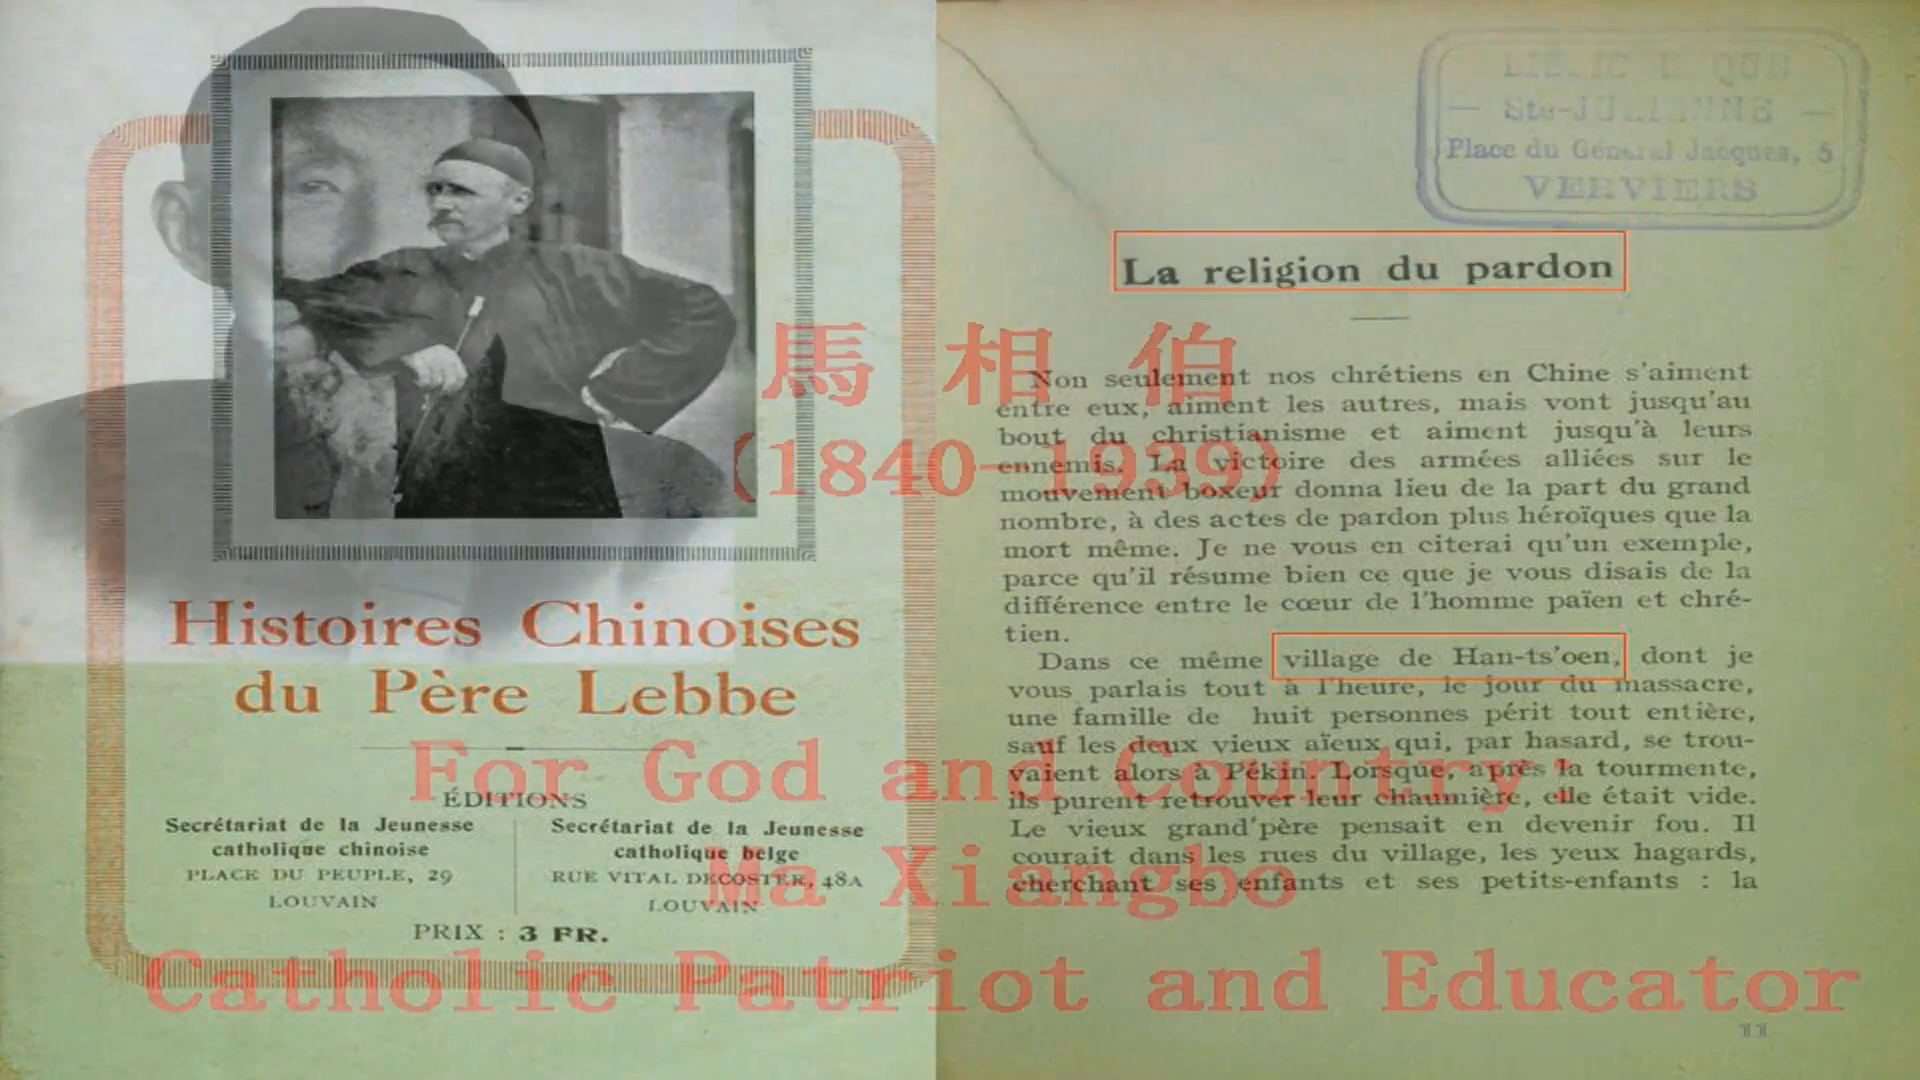 Histoires Chinoises
du Père Lebbe
ÉDITIONS
Secrétariat de la Jeunesse
catholique chinoise
PLACE DU PEUPLE, 29
LOUVAIN
Secrétariat de la Jeunesse
catholique belge
RUE VITAL DECOSTER, 48A
LOUVAIN
PRIX : 3 FR.
Place du Général Jacques, 5
VERVIERS
La religion du pardon
Non seulement nos chrétiens en Chine s'aiment
entre eux, aiment les autres, mais vont jusqu'au
bout du christianisme et aiment jusqu'à leurs
ennemis. La victoire des armées alliées sur le
mouvement boxeur donna lieu de la part du grand
nombre, à des actes de pardon plus héroïques que la
mort même. Je ne vous en citerai qu'un exemple,
parce qu'il résume bien ce que je vous disais de la
différence entre le cœur de l'homme païen et chré-
tien.
Dans ce même village de Han-ts'oen, dont je
vous parlais tout à l'heure, le jour du massacre,
une famille de huit personnes périt tout entière,
sauf les deux vieux aïeux qui, par hasard, se trou-
vaient alors à Pékin. Lorsque, après la tourmente,
ils purent retrouver leur chaumière, elle était vide.
Le vieux grand'père pensait en devenir fou. Il
courait dans les rues du village, les yeux hagards,
cherchant ses enfants et ses petits-enfants : la
馬相伯
(1840-1939)
For God and Country:
Ma Xiangbo
Catholic Patriot and Educator
11